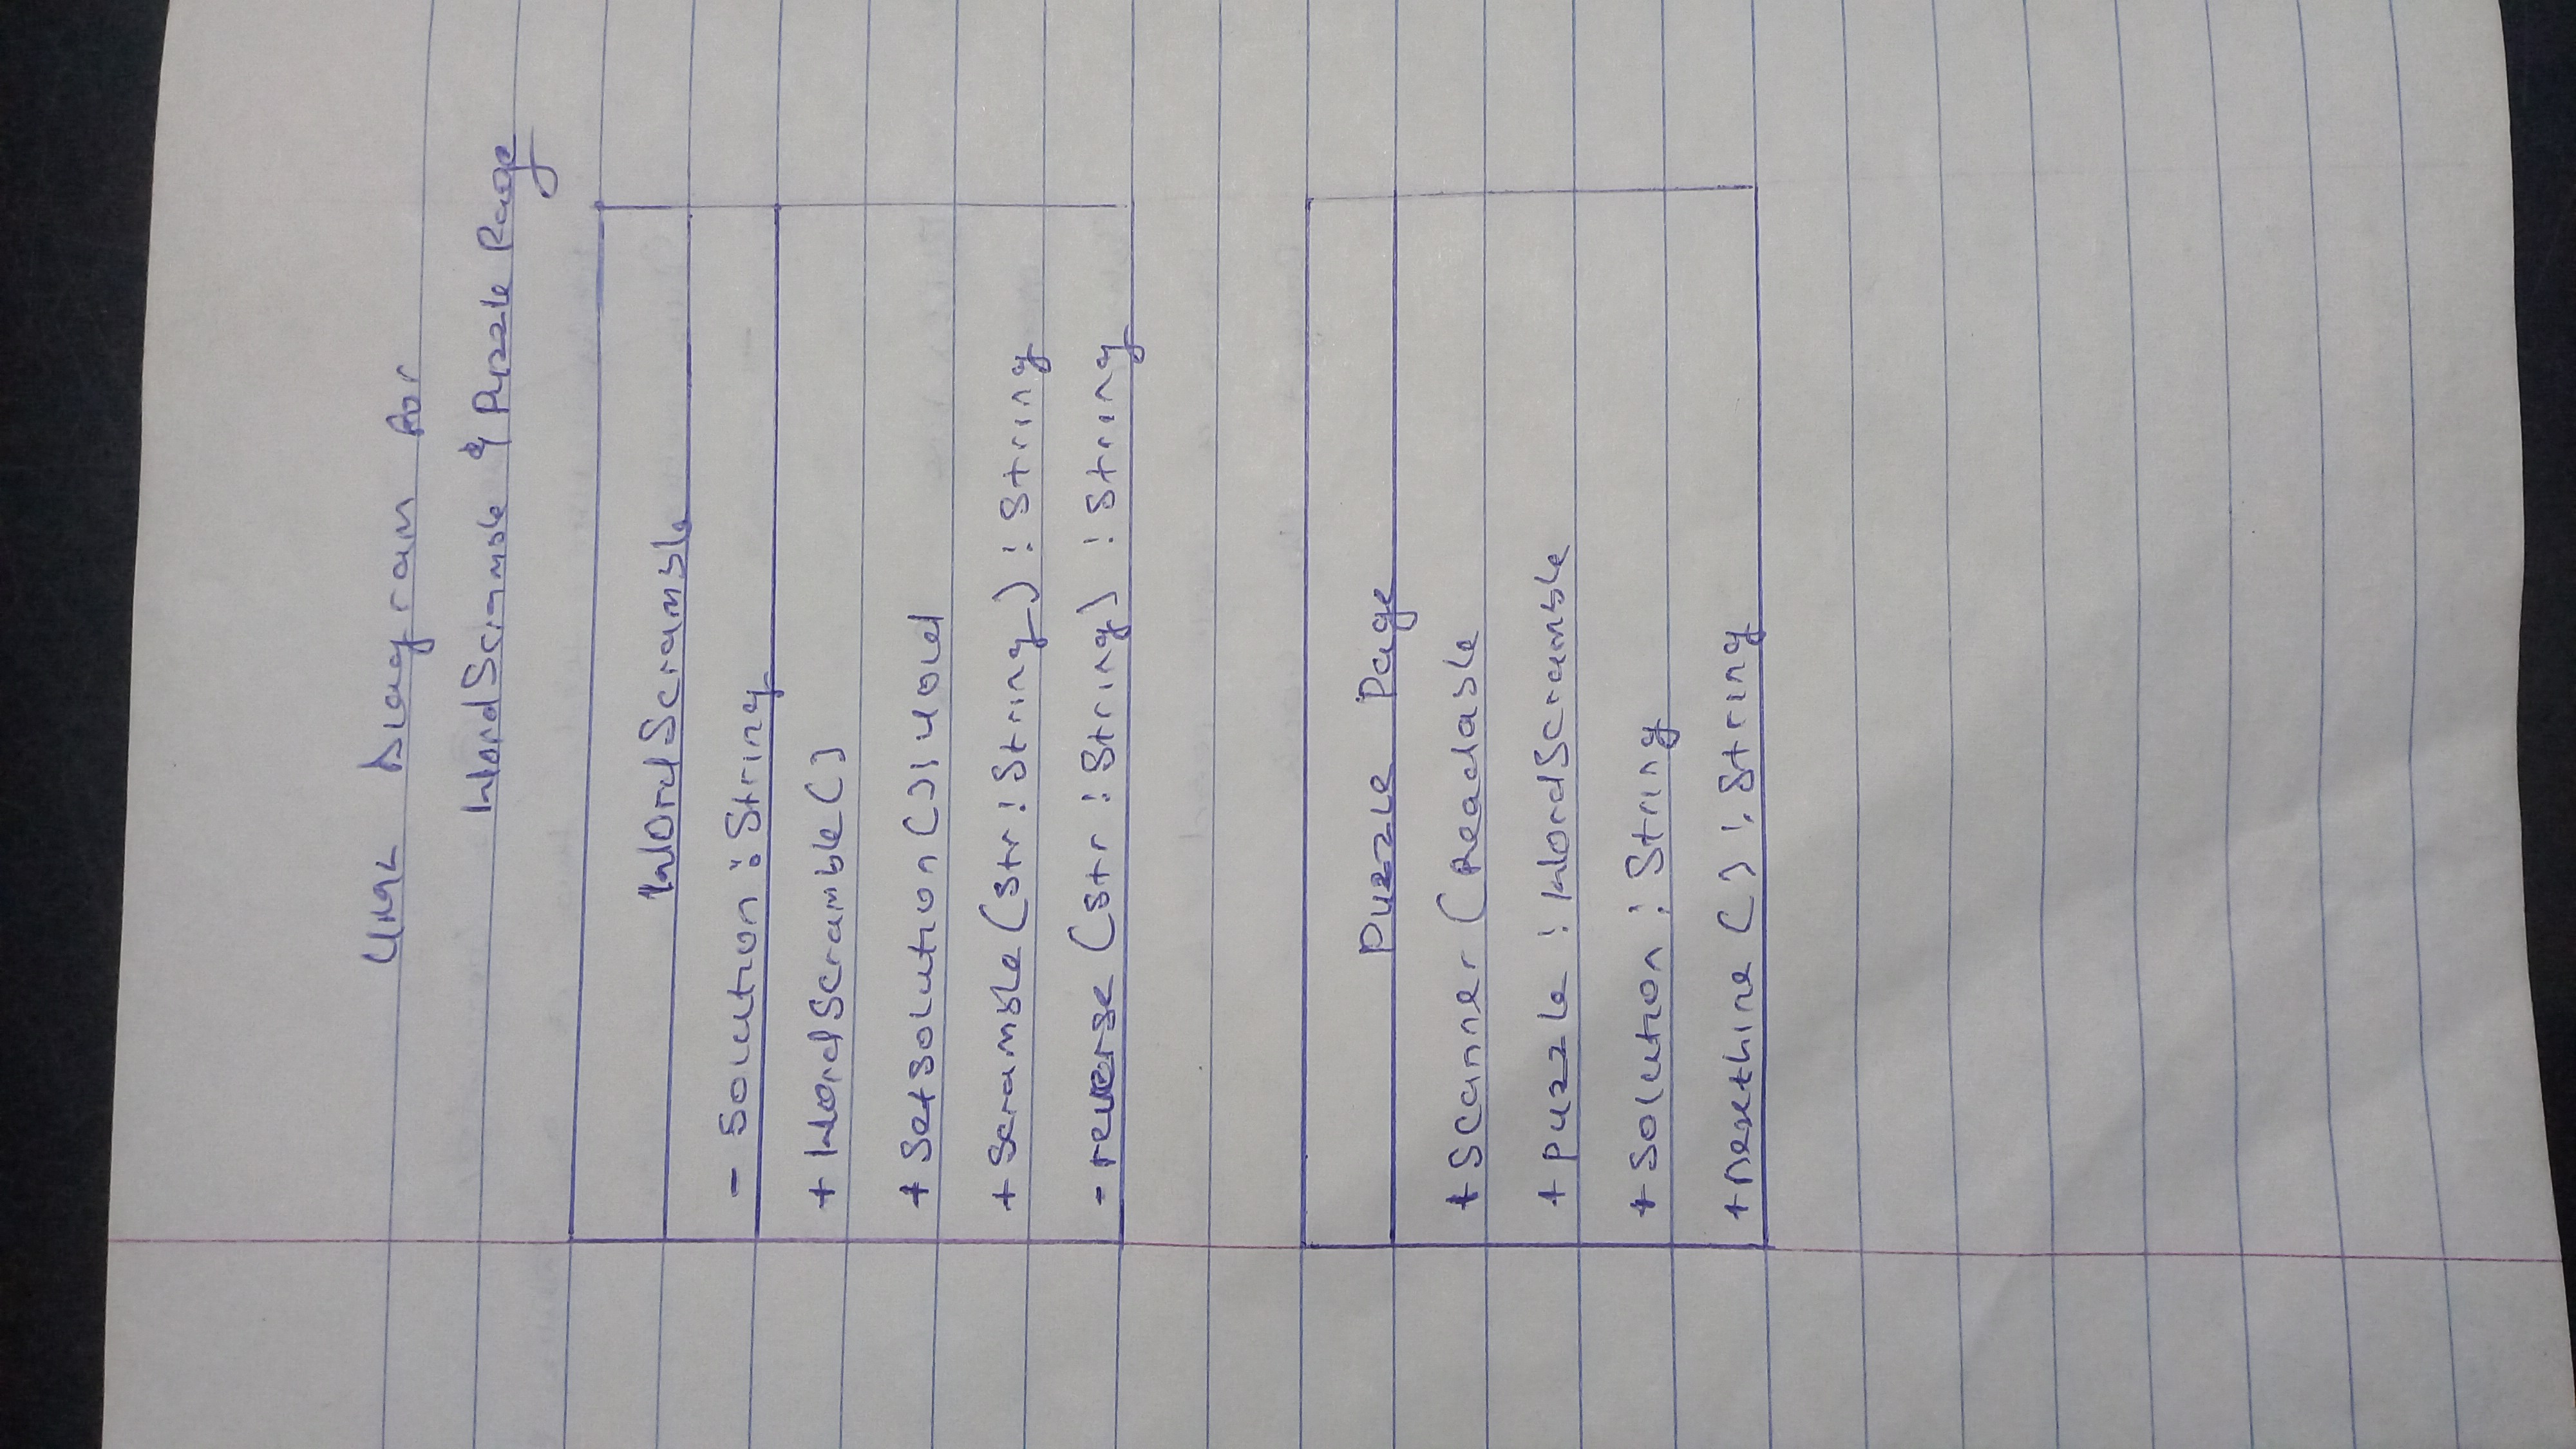 UML Diagram for
WordScramble & Puzzle Page
WordScramble
- Solution : String
+ WordScramble()
+ Setsolution() : void
+ Scramble (Str : String) : String
- reverse (Str : String) : String
Puzzle Page
+ Scanner (Readable
+ puzzle : WordScramble
+ Solution : String
() : String